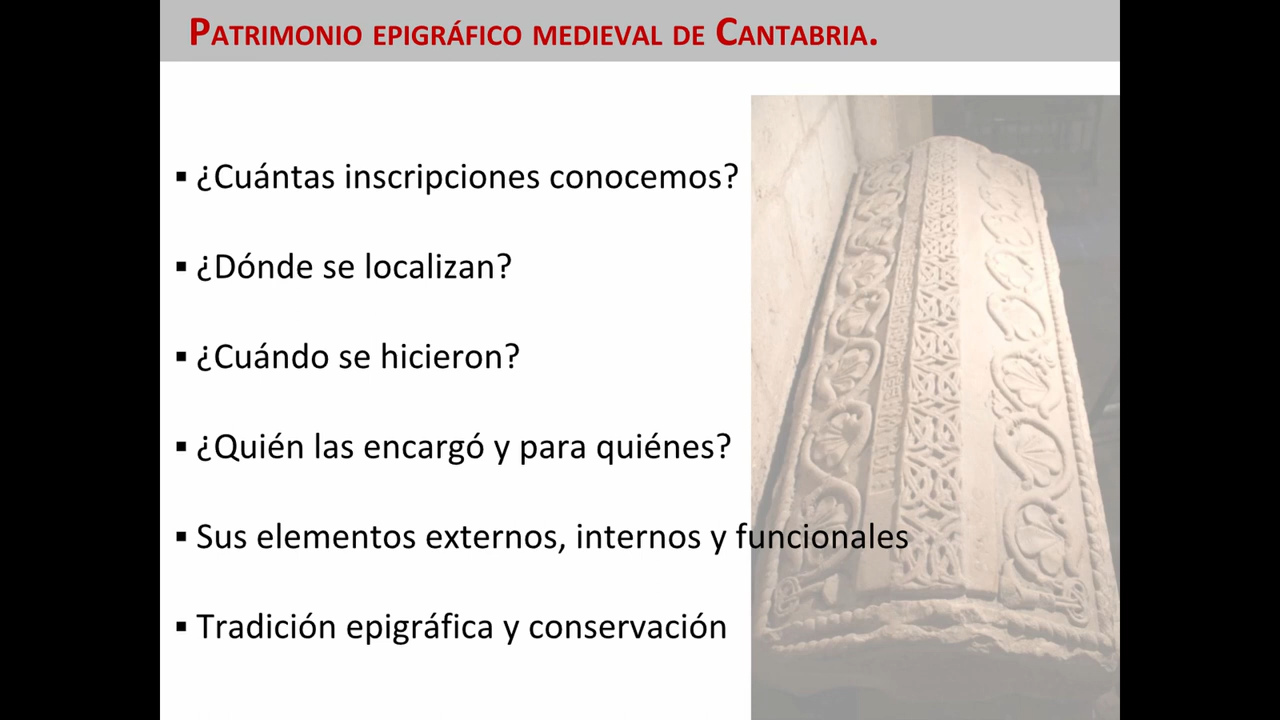 PATRIMONIO EPIGRÁFICO MEDIEVAL DE CANTABRIA.
▪ ¿Cuántas inscripciones conocemos?
▪ ¿Dónde se localizan?
▪ ¿Cuándo se hicieron?
▪ ¿Quién las encargó y para quiénes?
▪ Sus elementos externos, internos y funcionales
▪ Tradición epigráfica y conservación